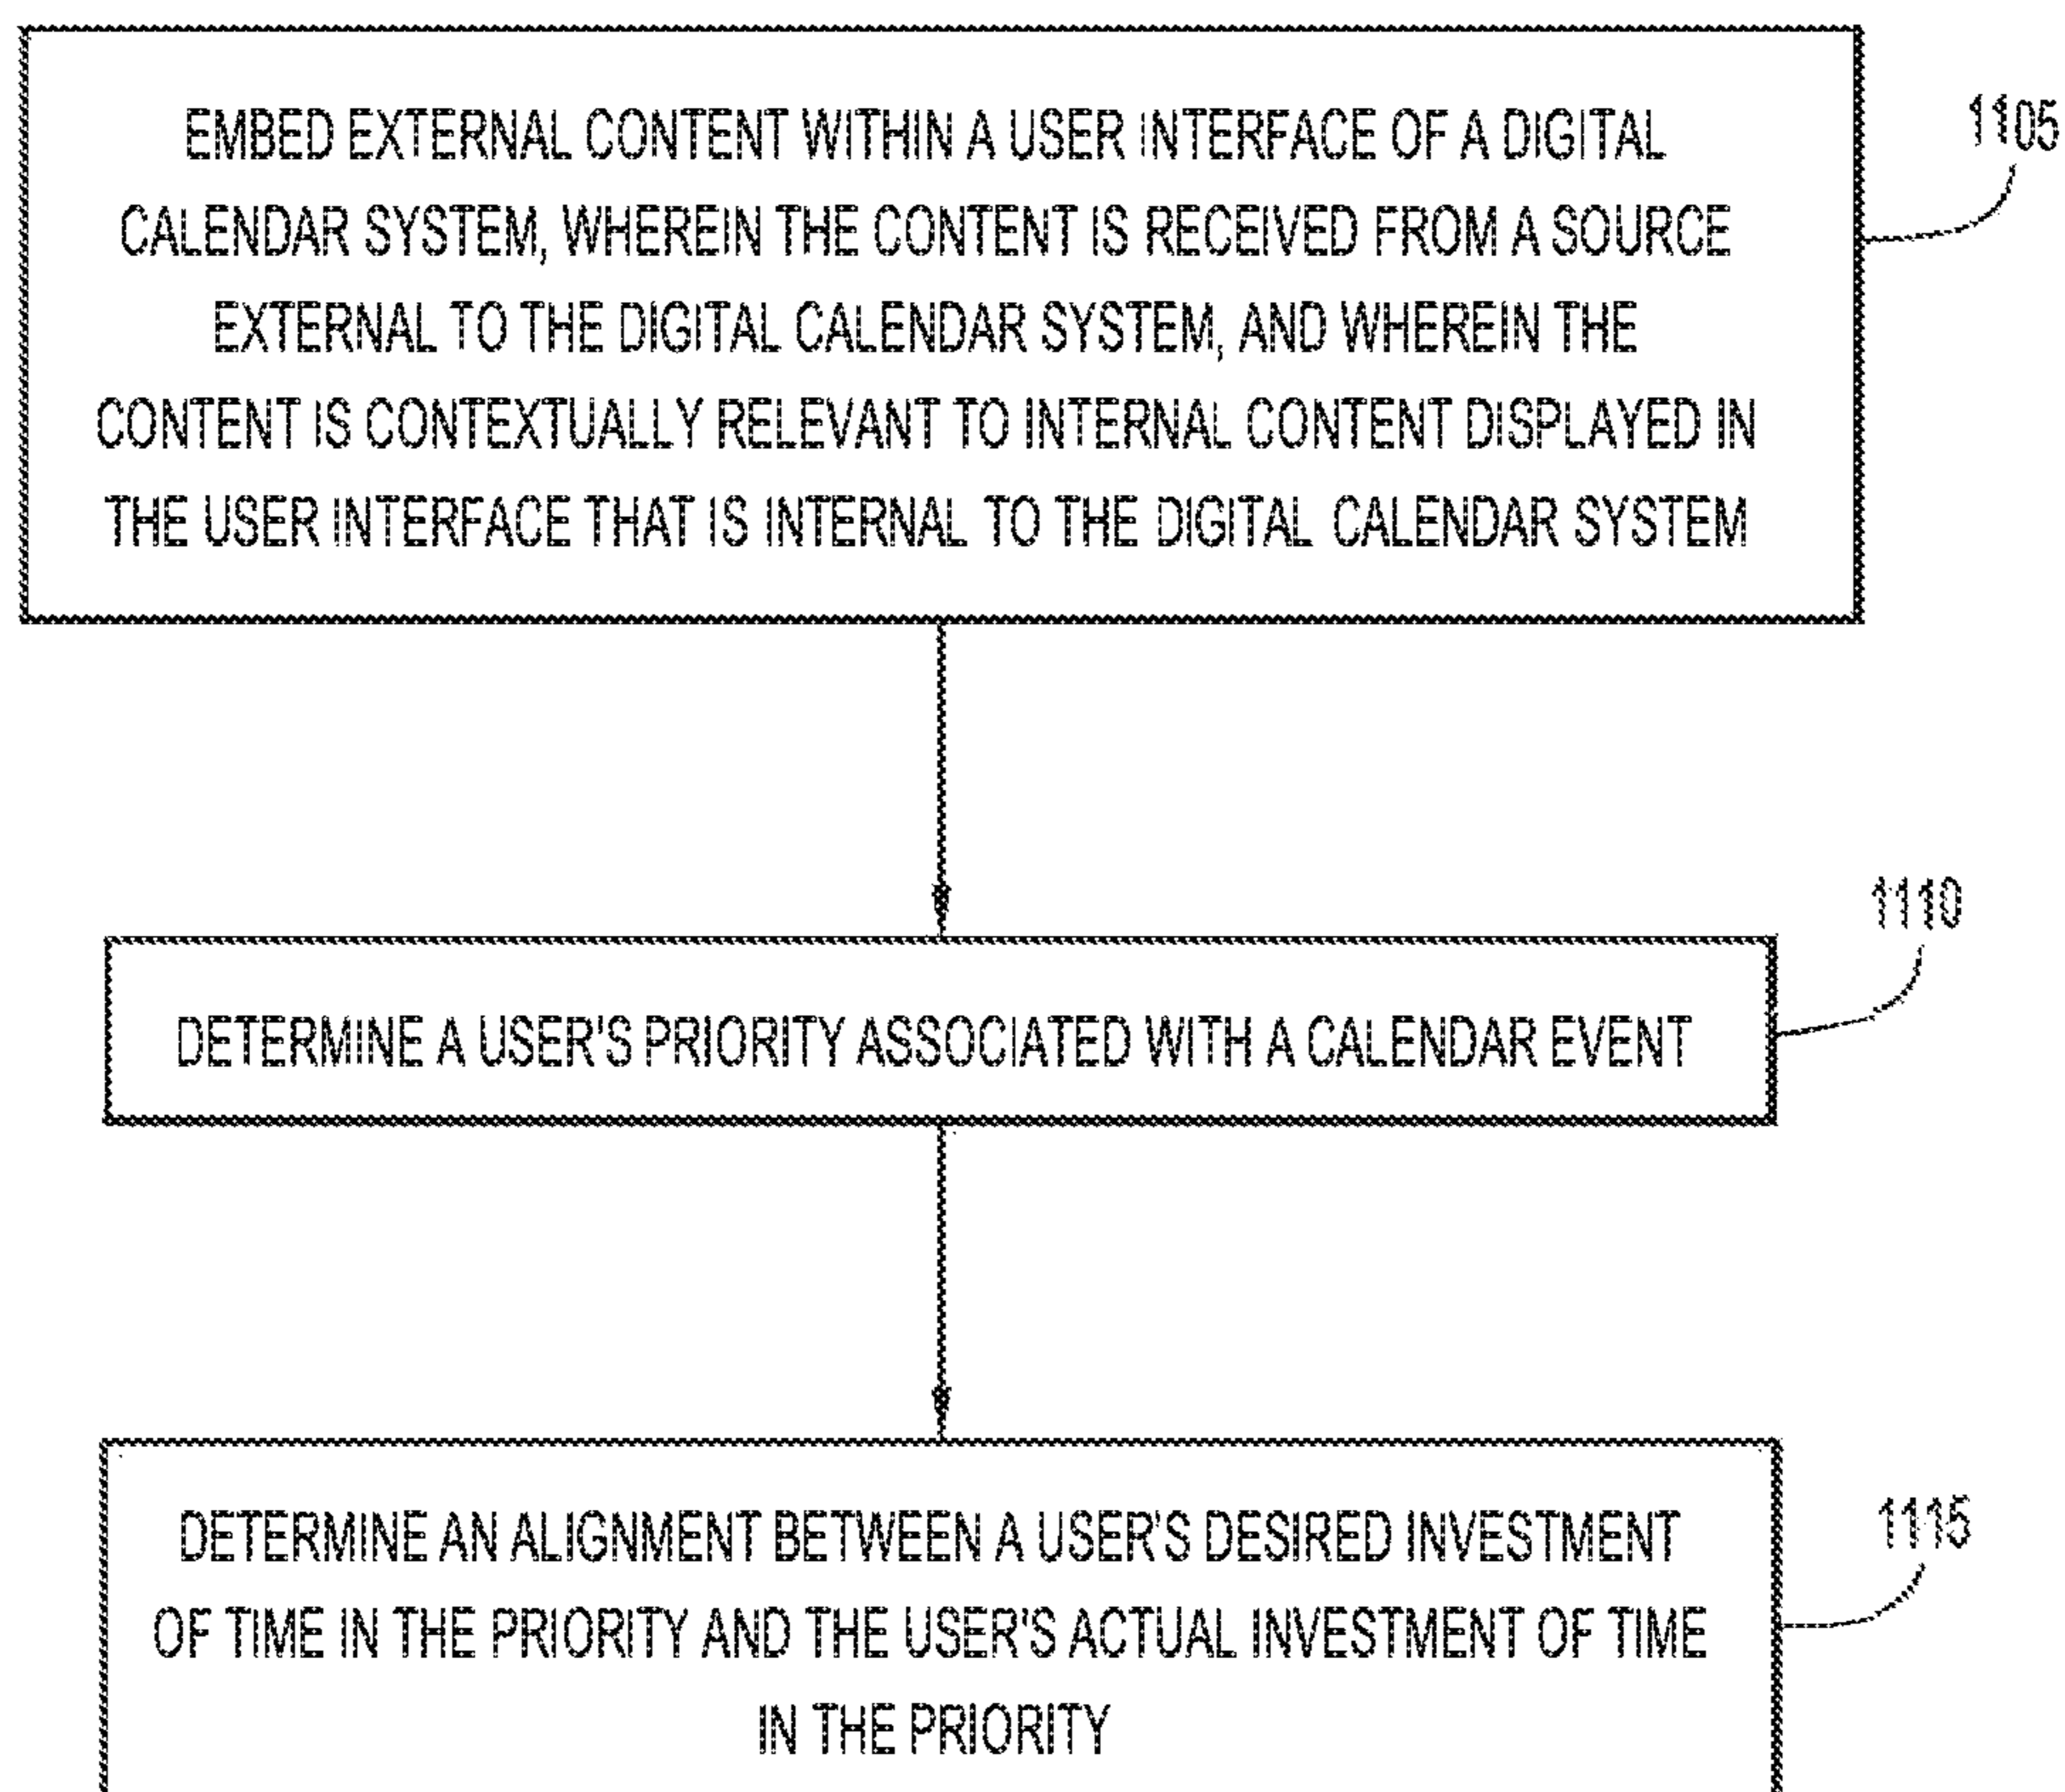 EMBED EXTERNAL CONTENT WITHIN A USER INTERFACE OF A DIGITAL
CALENDAR SYSTEM, WHEREIN THE CONTENT IS RECEIVED FROM A SOURCE
EXTERNAL TO THE DIGITAL CALENDAR SYSTEM, AND WHEREIN THE
CONTENT IS CONTEXTUALLY RELEVANT TO INTERNAL CONTENT DISPLAYED IN
THE USER INTERFACE THAT IS INTERNAL TO THE DIGITAL CALENDAR SYSTEM
1105
1110
DETERMINE A USER'S PRIORITY ASSOCIATED WITH A CALENDAR EVENT
1115
DETERMINE AN ALIGNMENT BETWEEN A USER'S DESIRED INVESTMENT
OF TIME IN THE PRIORITY AND THE USER'S ACTUAL INVESTMENT OF TIME
IN THE PRIORITY